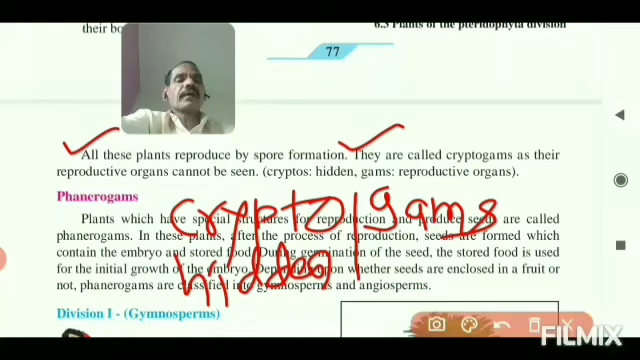 their bo
6.5 Plants of the pteridophyta division
77
All these plants reproduce by spore formation. They are called cryptogams as their
reproductive organs cannot be seen. (cryptos: hidden, gams: reproductive organs).
Phanerogams
crypto/gams
Plants which have special structures for reproduction and produce seeds are called
phanerogams. In these plants, after the process of reproduction, seeds are formed which
contain the embryo and stored food. During germination of the seed, the stored food is
hidden
used for the initial growth of the embryo. Depending upon whether seeds are enclosed in a fruit or
not, phanerogams are classified into gymnosperms and angiosperms.
Division I - (Gymnosperms)
FILMIX